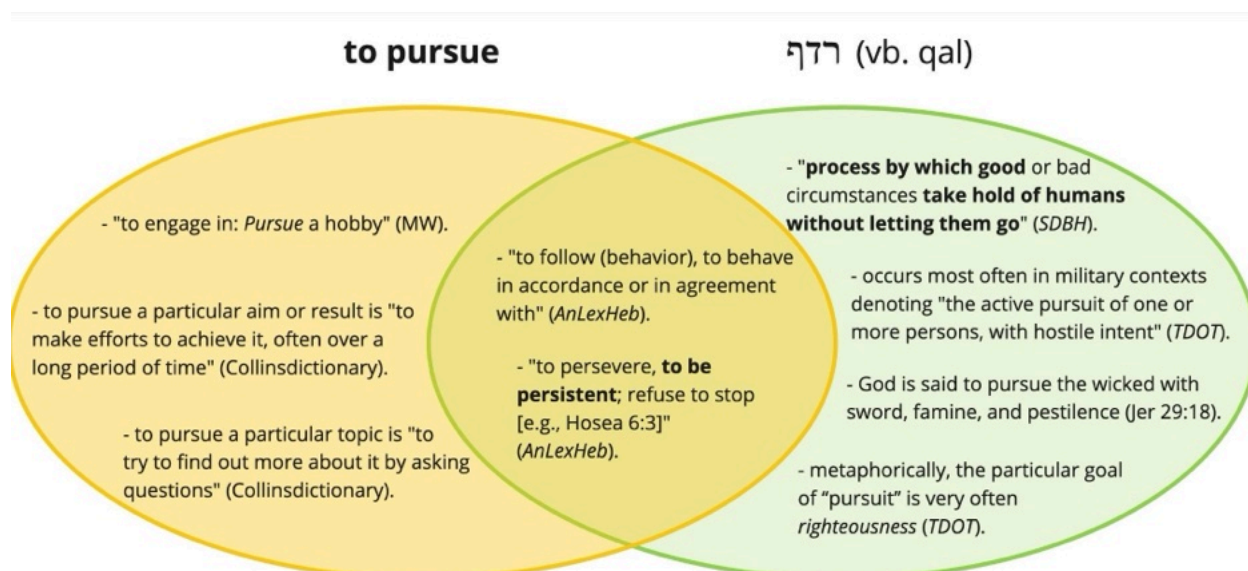 to pursue
רדף (vb. qal)
- "to engage in: Pursue a hobby" (MW).
- to pursue a particular aim or result is "to
make efforts to achieve it, often over a
long period of time" (Collinsdictionary).
- to pursue a particular topic is "to
try to find out more about it by asking
questions" (Collinsdictionary).
- "to follow (behavior), to behave
in accordance or in agreement
with" (AnLexHeb).
- "to persevere, to be
persistent; refuse to stop
[e.g., Hosea 6:3]"
(AnLexHeb).
- "process by which good or bad
circumstances take hold of humans
without letting them go" (SDBH).
- occurs most often in military contexts
denoting "the active pursuit of one or
more persons, with hostile intent" (TDOT).
- God is said to pursue the wicked with
sword, famine, and pestilence (Jer 29:18).
- metaphorically, the particular goal
of “pursuit” is very often
righteousness (TDOT).